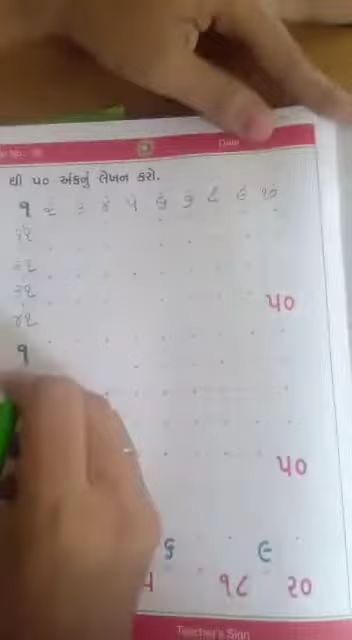 Date
થી ૫૦ અંકનું લેખન કરો.
૧ ૨ ૩ ૪ ૫ ૬ ૭ ૮ ૯ ૧૦
૧૧
૨૧
૩૧ ૫૦
૪૧
૧
૫૦
૬ ૯
૫ ૧૮ ૨૦
Teacher's Sign